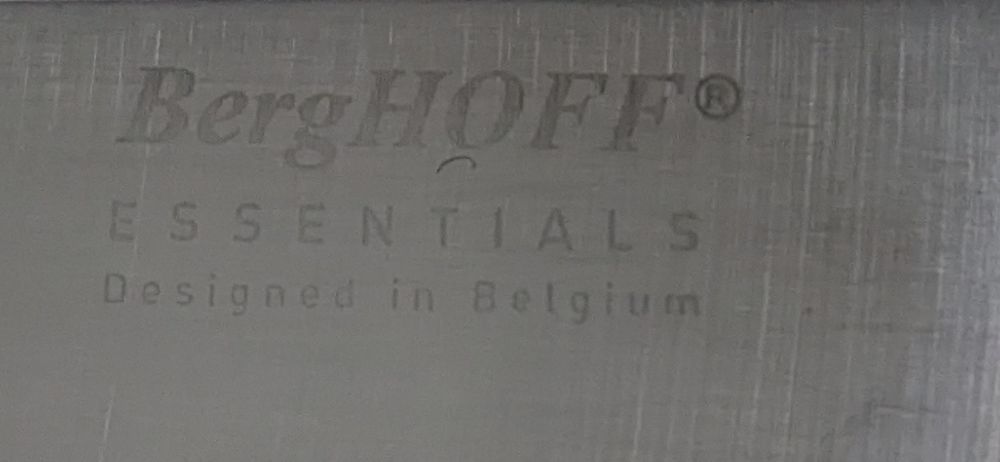 BergHOFF®
ESSENTIALS
Designed in Belgium